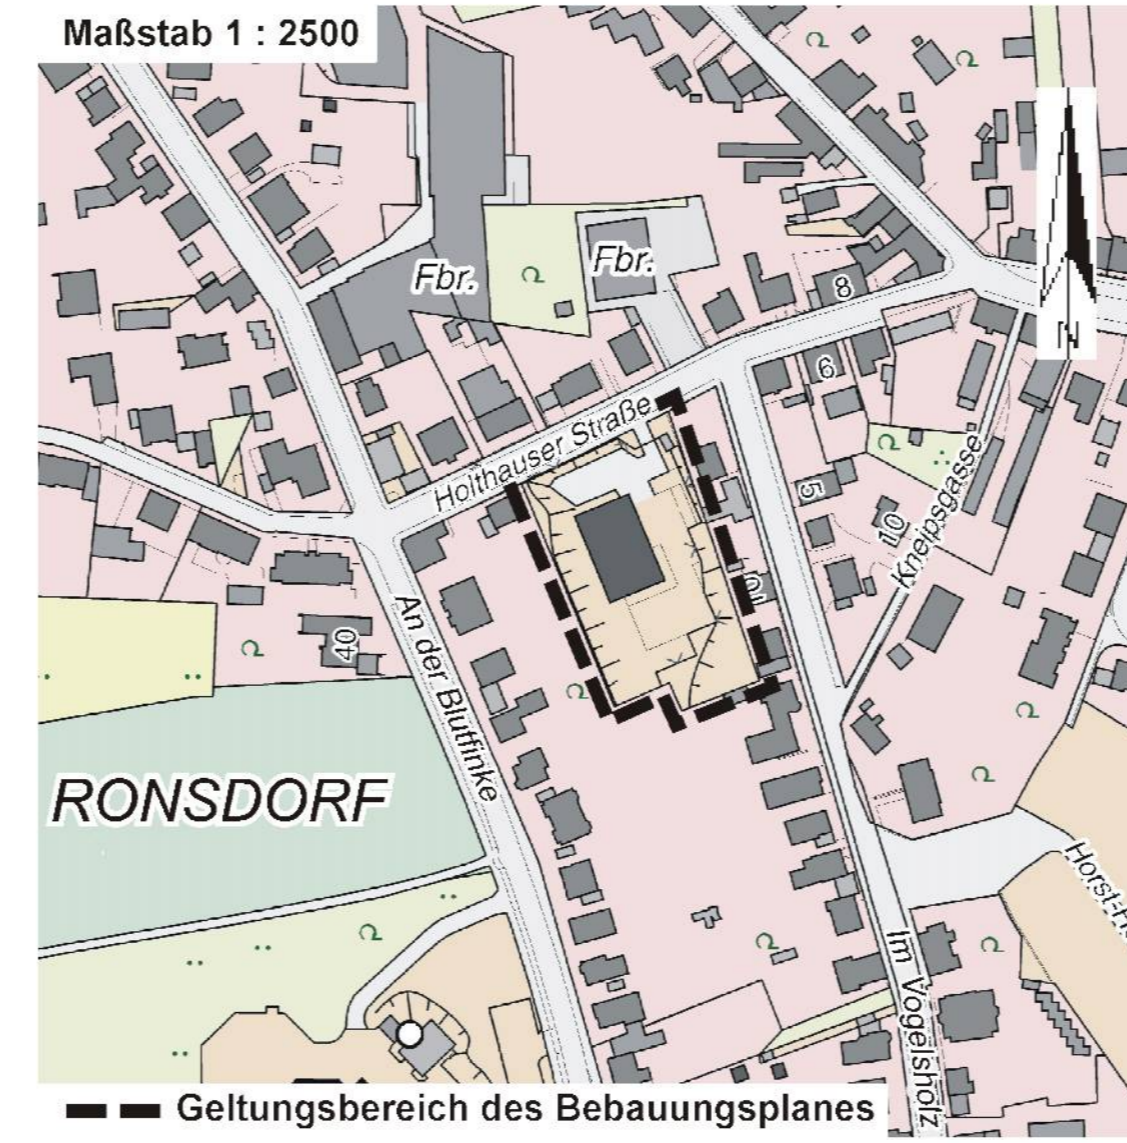 Maßstab 1 : 2500
N
Fbr.
Fbr.
8
6
Holthauser Straße
5
10
Kneipsgasse
An der Blutfinke
40
RONSDORF
Im Vogelsholz
Geltungsbereich des Bebauungsplanes